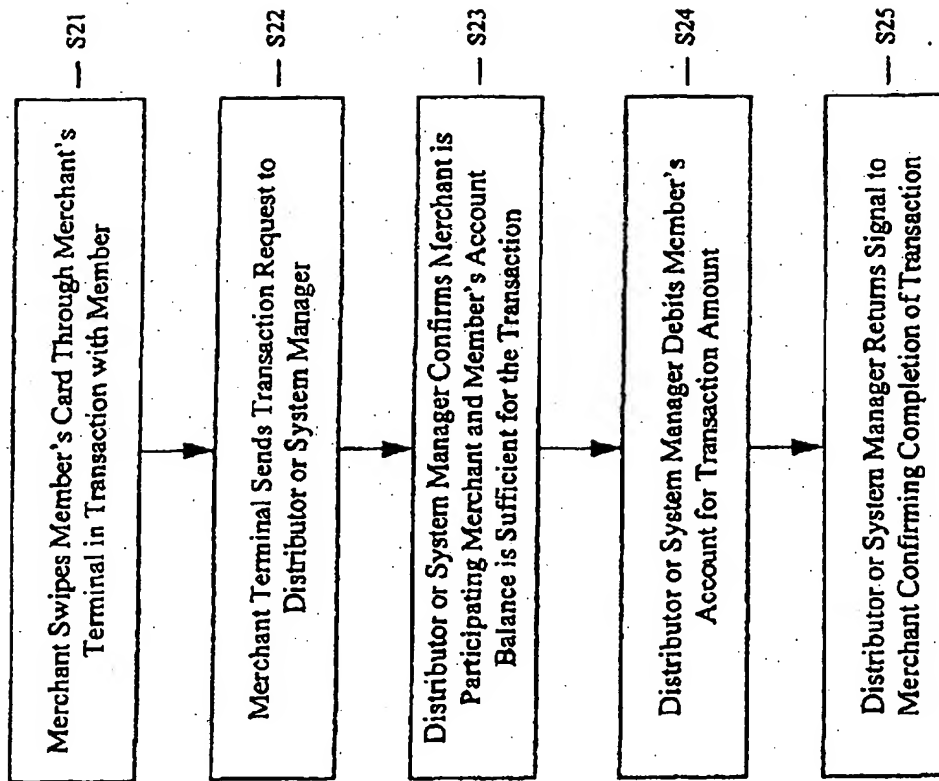 Merchant Swipes Member's Card Through Merchant's
Terminal in Transaction with Member
— S21
Merchant Terminal Sends Transaction Request to
Distributor or System Manager
— S22
Distributor or System Manager Confirms Merchant is
Participating Merchant and Member's Account
Balance is Sufficient for the Transaction
— S23
Distributor or System Manager Debits Member's
Account for Transaction Amount
— S24
Distributor or System Manager Returns Signal to
Merchant Confirming Completion of Transaction
— S25